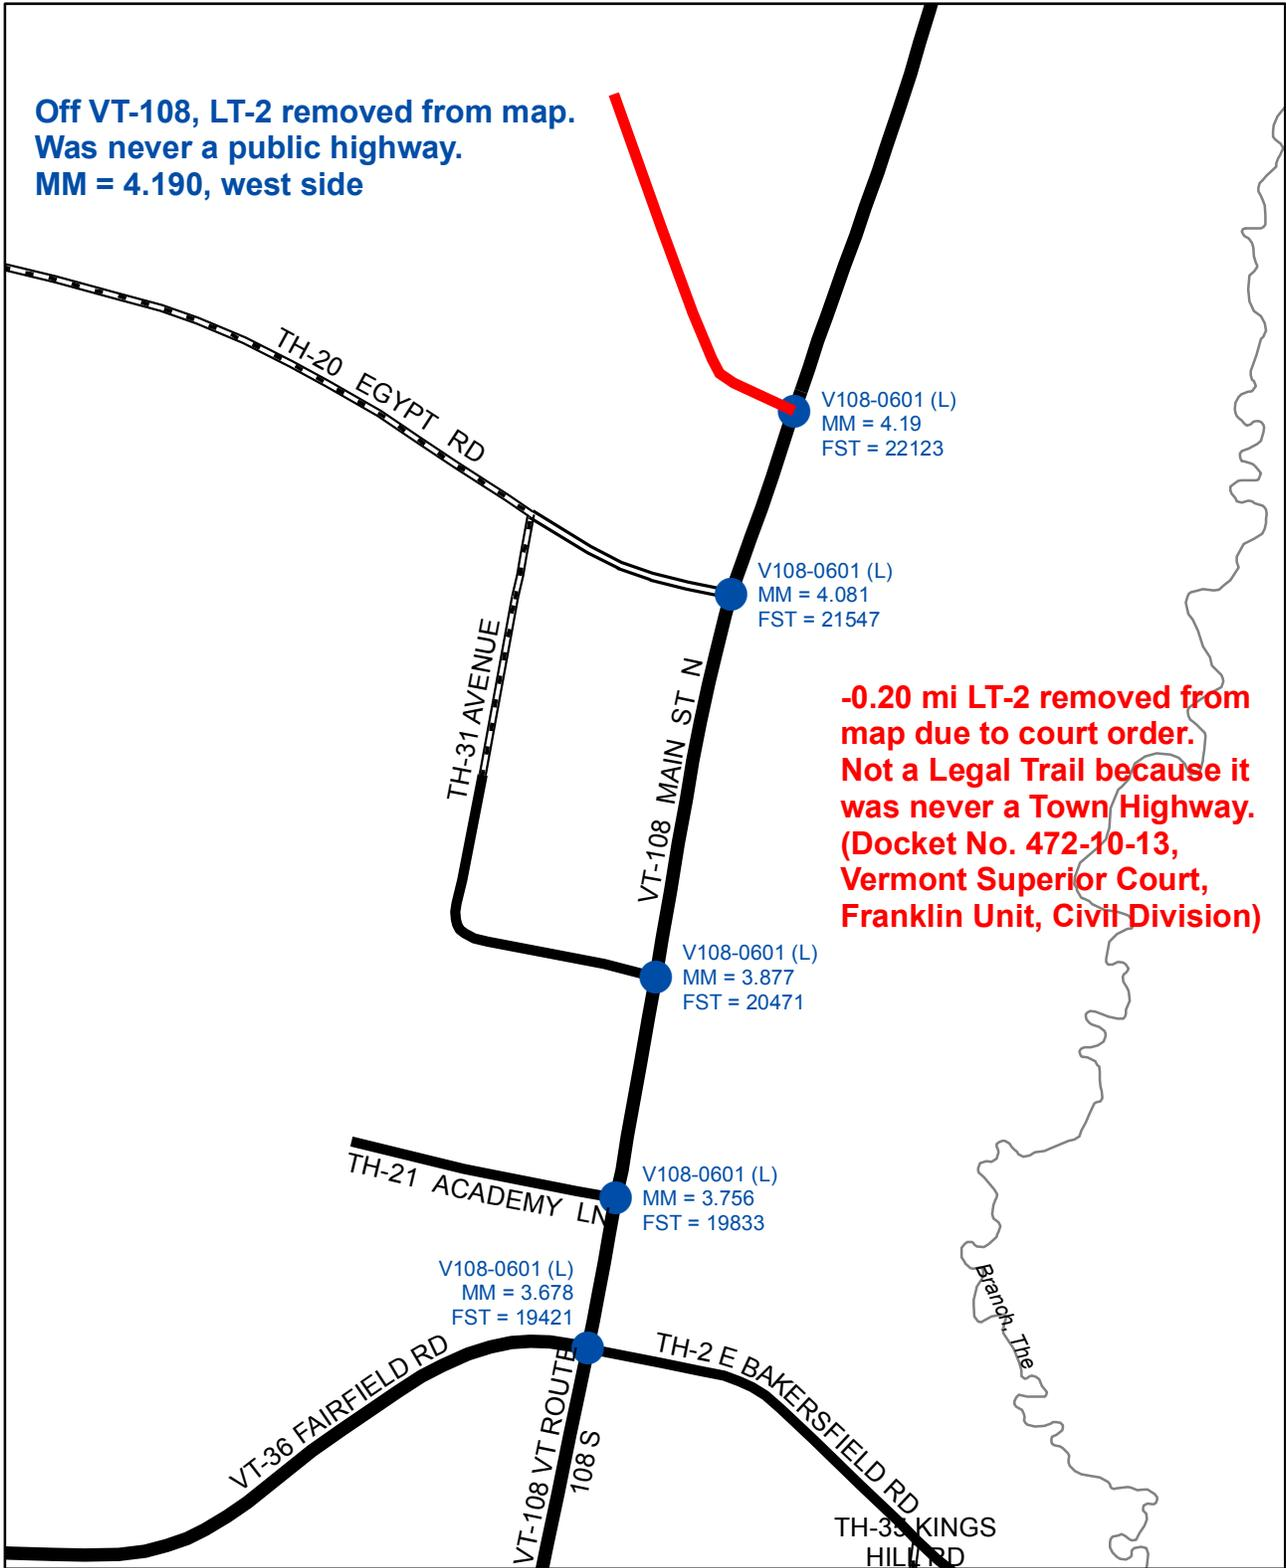 Off VT-108, LT-2 removed from map.
Was never a public highway.
MM = 4.190, west side
TH-20 EGYPT RD
V108-0601 (L)
MM = 4.19
FST = 22123
V108-0601 (L)
MM = 4.081
FST = 21547
TH-31 AVENUE
VT-108 MAIN ST N
-0.20 mi LT-2 removed from
map due to court order.
Not a Legal Trail because it
was never a Town Highway.
(Docket No. 472-10-13,
Vermont Superior Court,
Franklin Unit, Civil Division)
V108-0601 (L)
MM = 3.877
FST = 20471
TH-21 ACADEMY LN
V108-0601 (L)
MM = 3.756
FST = 19833
V108-0601 (L)
MM = 3.678
FST = 19421
Branch, The
VT-36 FAIRFIELD RD
VT-108 VT ROUTE
108 S
TH-2 E BAKERSFIELD RD
TH-35 KINGS
HILL RD